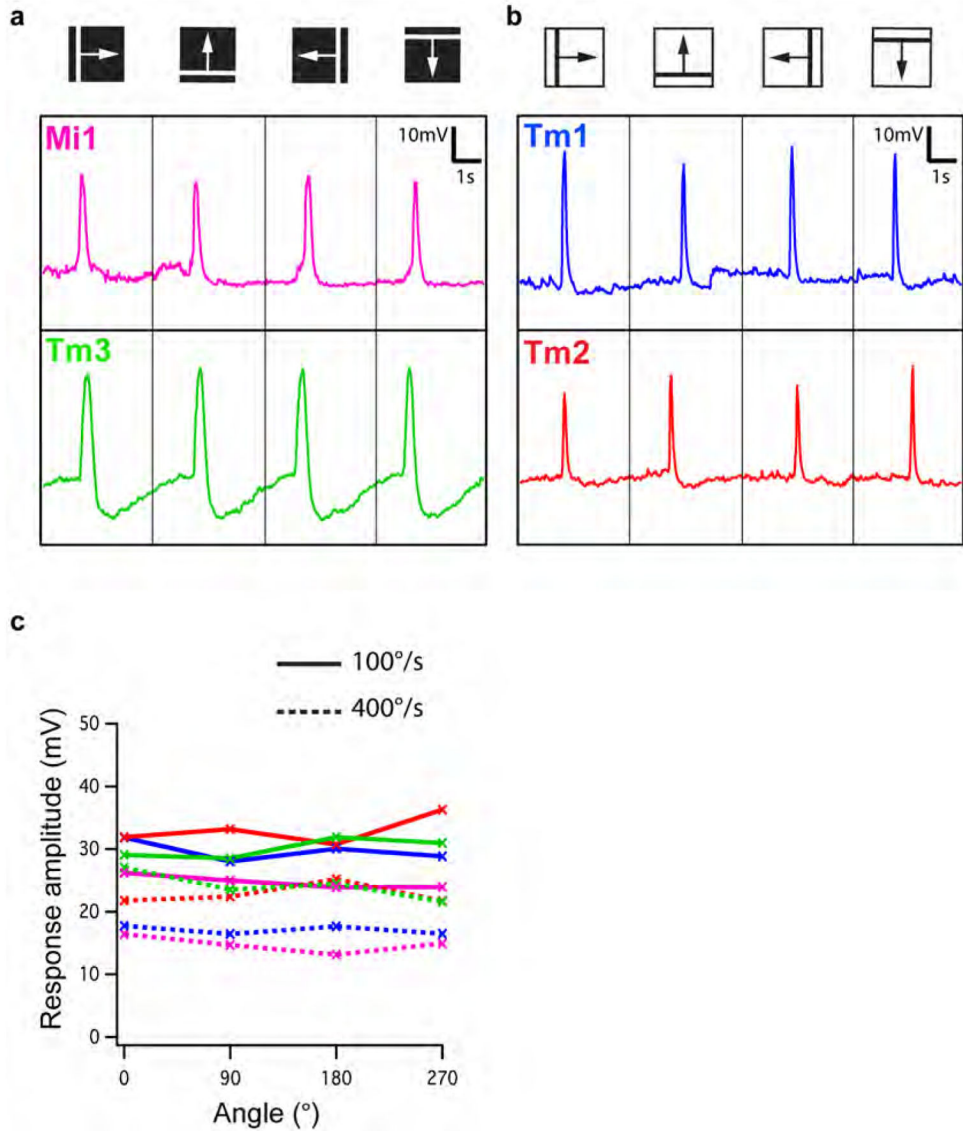 a
b
Mi1
10mV
1s
Tm1
10mV
1s
Tm3
Tm2
c
100°/s
400°/s
50
40
30
20
10
0
Response amplitude (mV)
0 90 180 270
Angle (°)